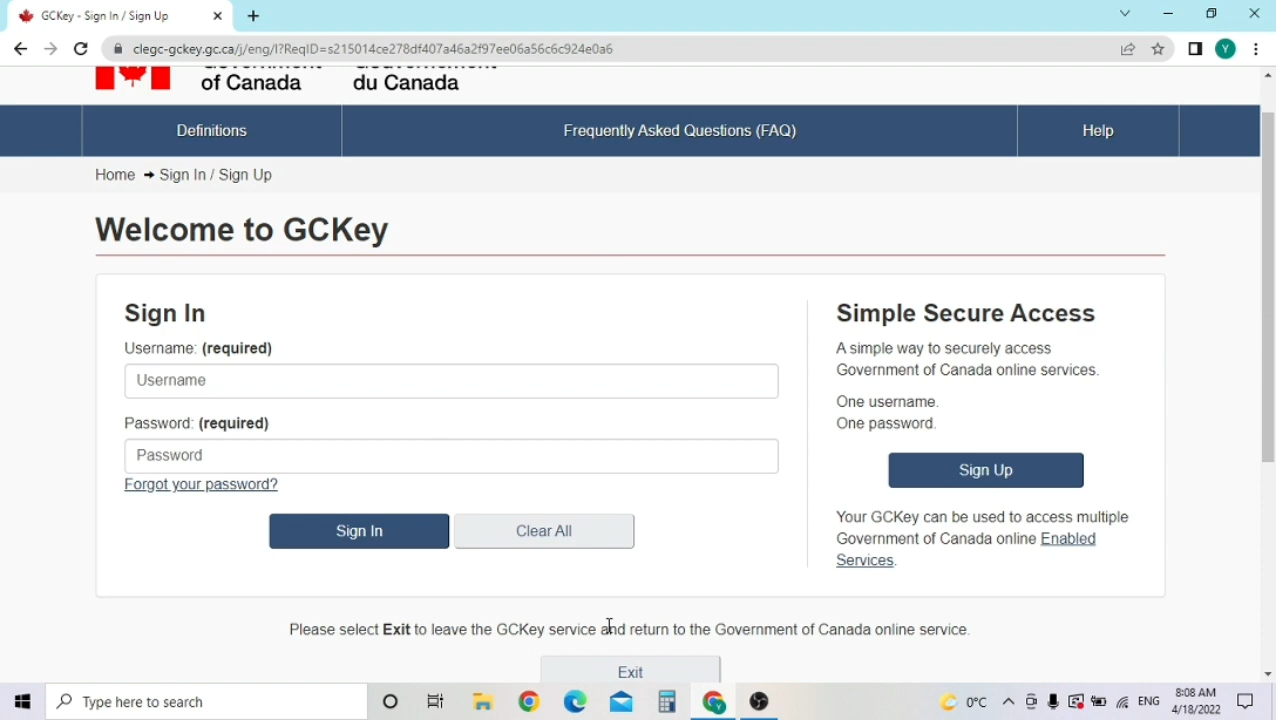 GCKey - Sign In / Sign Up
clegc-gckey.gc.ca/j/eng/l?ReqID=s215014ce278df407a46a2f97ee06a56c6c924e0a6
Y
Government Gouvernement
of Canada du Canada
Definitions
Frequently Asked Questions (FAQ)
Help
Home → Sign In / Sign Up
Welcome to GCKey
Sign In
Username: (required)
Username
Password: (required)
Password
Forgot your password?
Sign In
Clear All
Simple Secure Access
A simple way to securely access
Government of Canada online services.
One username.
One password.
Sign Up
Your GCKey can be used to access multiple
Government of Canada online Enabled
Services.
Please select Exit to leave the GCKey service and return to the Government of Canada online service.
Exit
Type here to search
0°C
ENG
8:08 AM
4/18/2022